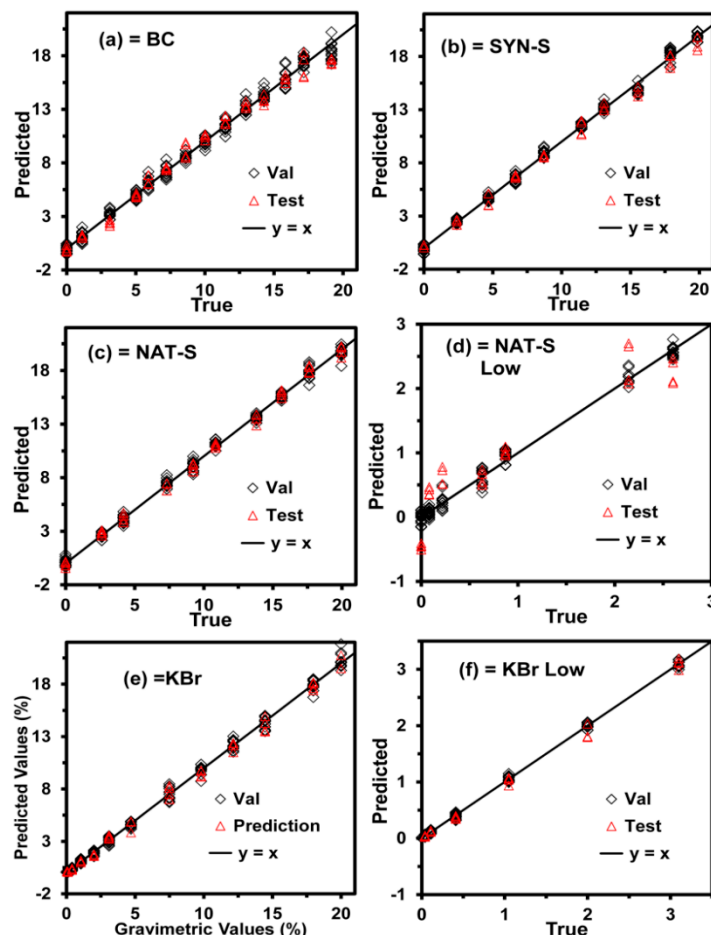 (a) = BC
Predicted
18
13
8
3
-2
Val
Test
y = x
0 5 10 15 20
True
(b) = SYN-S
Predicted
18
13
8
3
-2
Val
Test
y = x
0 5 10 15 20
True
(c) = NAT-S
Predicted
18
13
8
3
-2
Val
Test
y = x
0 5 10 15 20
True
(d) = NAT-S
Low
Predicted
3
2
1
0
-1
Val
Test
y = x
0 1 2 3
True
(e) =KBr
Predicted Values (%)
18
13
8
3
-2
Val
Prediction
y = x
0 5 10 15 20
Gravimetric Values (%)
(f) = KBr Low
Predicted
3
2
1
0
-1
Val
Test
y = x
0 1 2 3
True